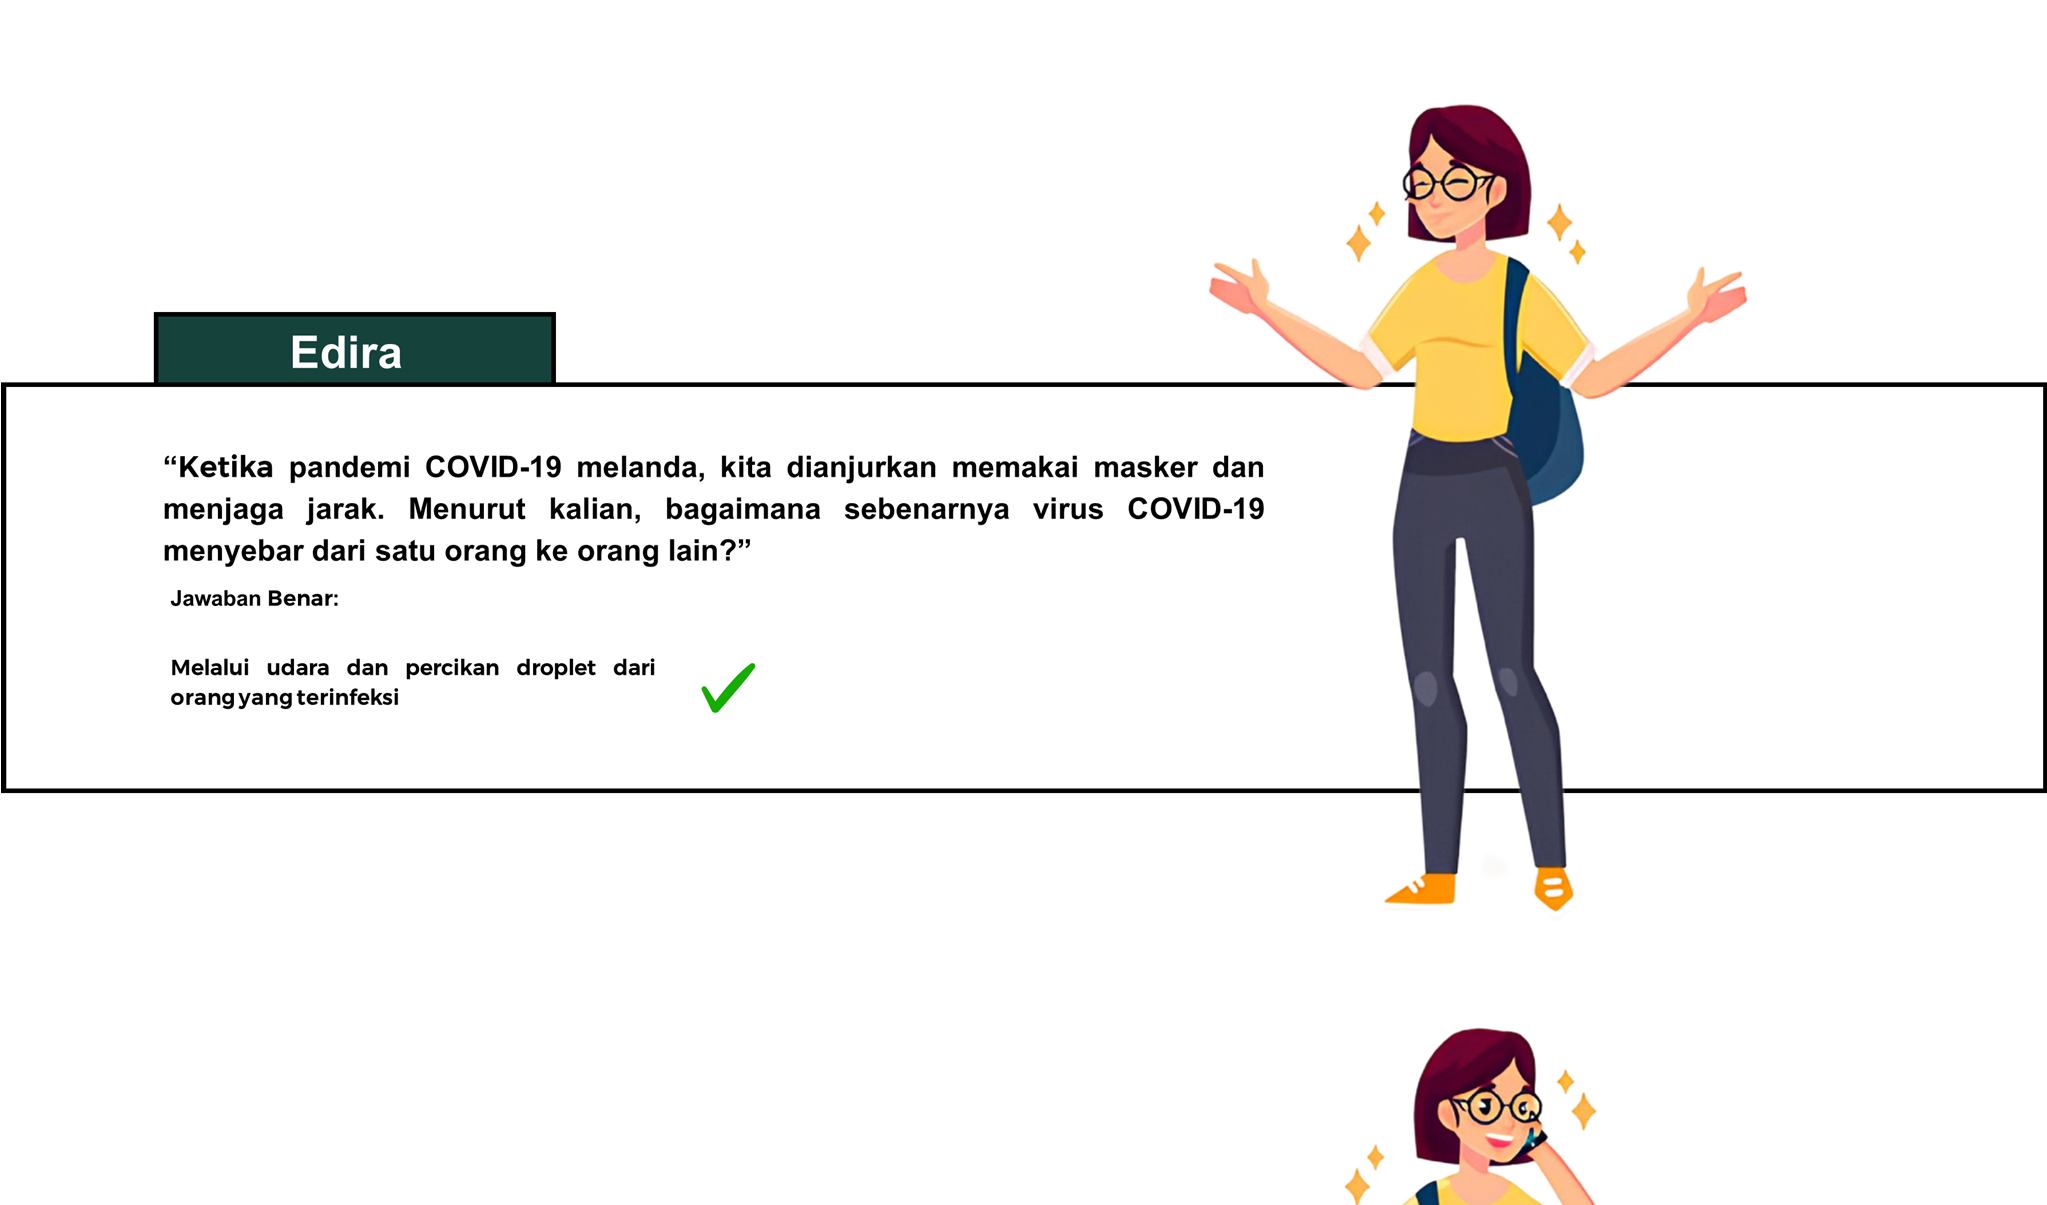 Edira
“Ketika pandemi COVID-19 melanda, kita dianjurkan memakai masker dan
menjaga jarak. Menurut kalian, bagaimana sebenarnya virus COVID-19
menyebar dari satu orang ke orang lain?”
Jawaban Benar:
Melalui udara dan percikan droplet dari
orang yang terinfeksi